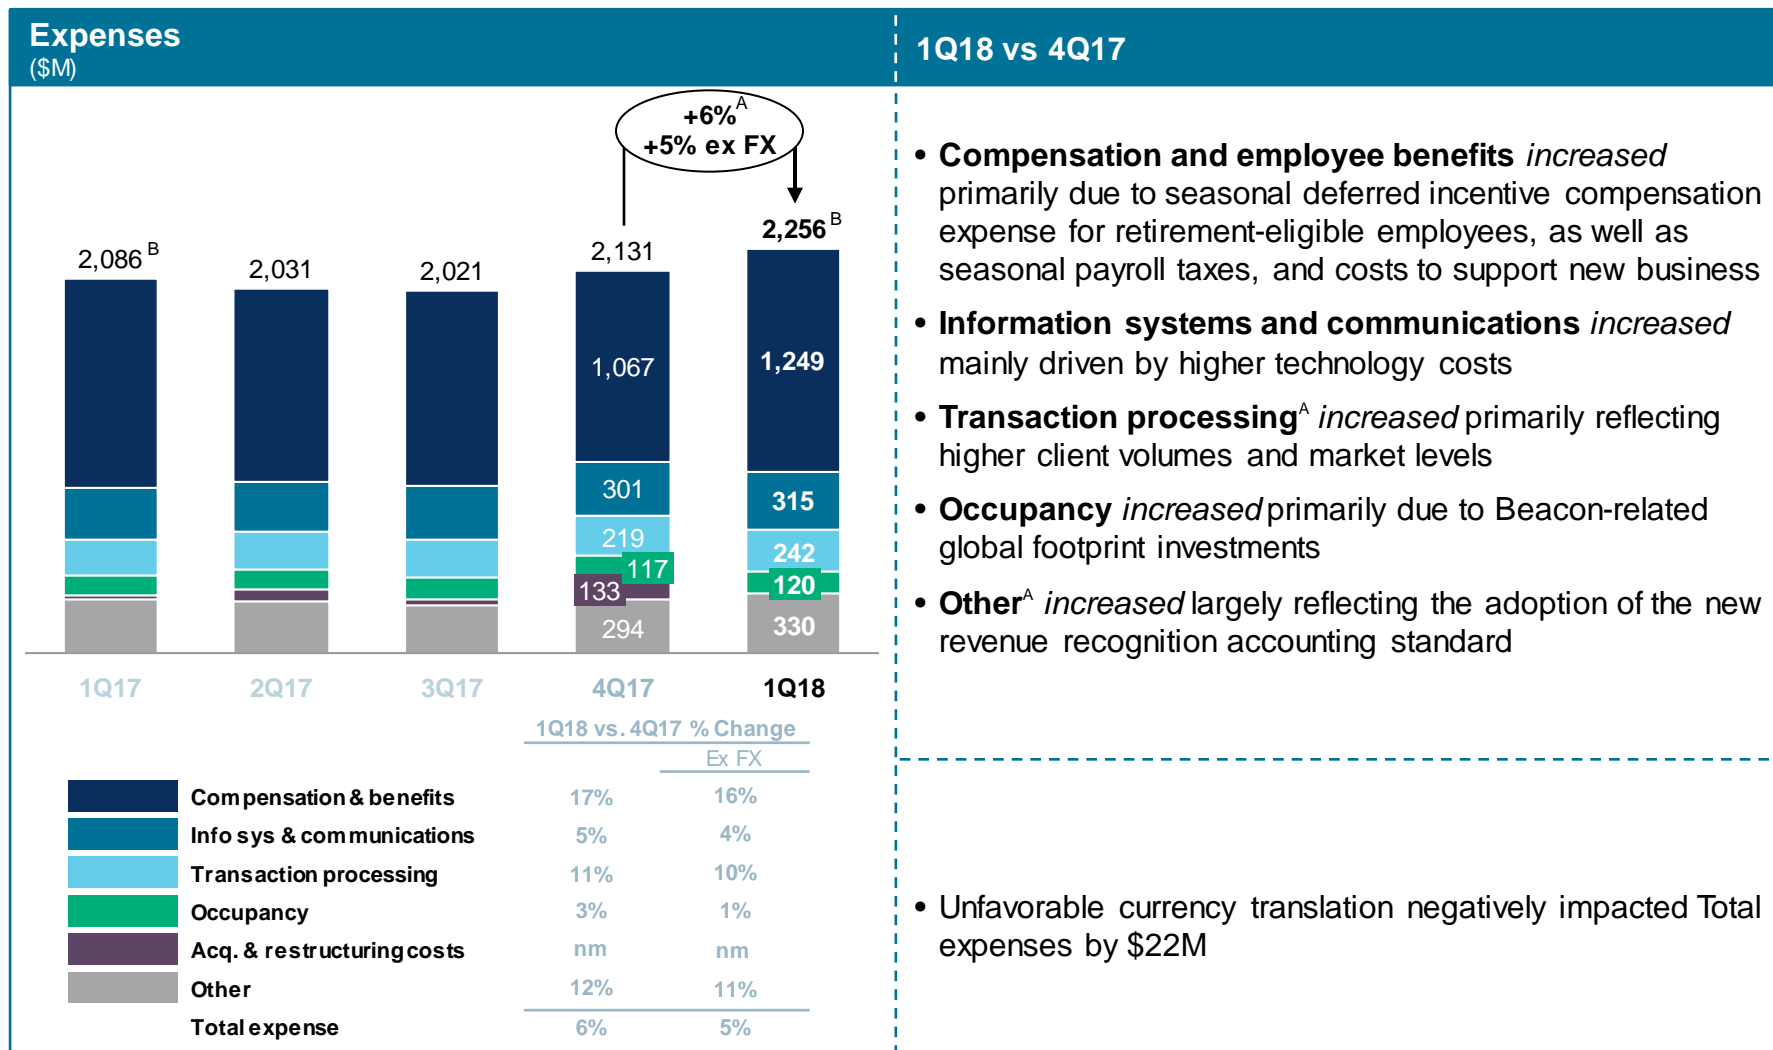 Expenses
($M)
1Q18 vs 4Q17
+6%A
+5% ex FX
2,086 B
2,031
2,021
2,131
2,256 B
1,067
1,249
301
315
219
242
117
120
133
294
330
1Q17
2Q17
3Q17
4Q17
1Q18
1Q18 vs. 4Q17 % Change
Ex FX
Compensation & benefits 17% 16%
Info sys & communications 5% 4%
Transaction processing 11% 10%
Occupancy 3% 1%
Acq. & restructuring costs nm nm
Other 12% 11%
Total expense 6% 5%
• Compensation and employee benefits increased
primarily due to seasonal deferred incentive compensation
expense for retirement-eligible employees, as well as
seasonal payroll taxes, and costs to support new business
• Information systems and communications increased
mainly driven by higher technology costs
• Transaction processingA increased primarily reflecting
higher client volumes and market levels
• Occupancy increased primarily due to Beacon-related
global footprint investments
• OtherA increased largely reflecting the adoption of the new
revenue recognition accounting standard
• Unfavorable currency translation negatively impacted Total
expenses by $22M